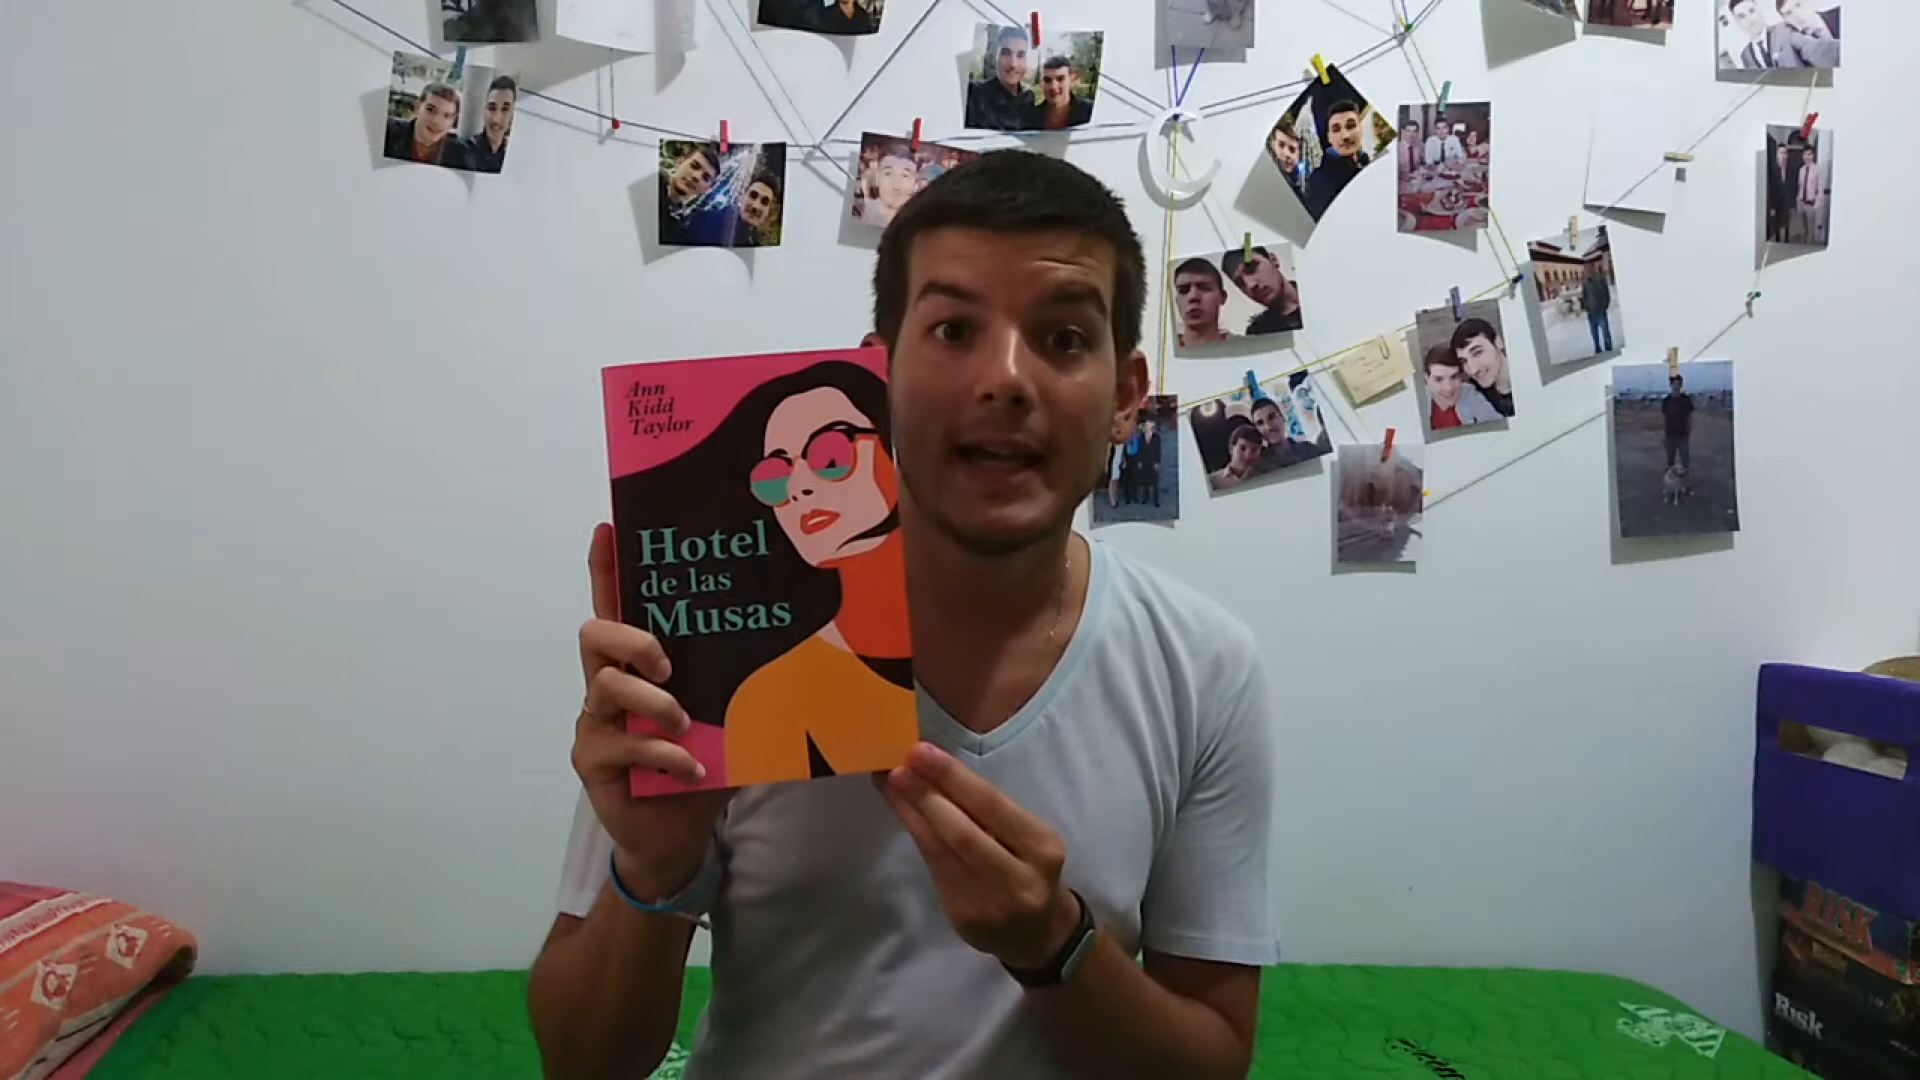 Ann
Kidd
Taylor
Hotel
de las
Musas
RISK
Risk